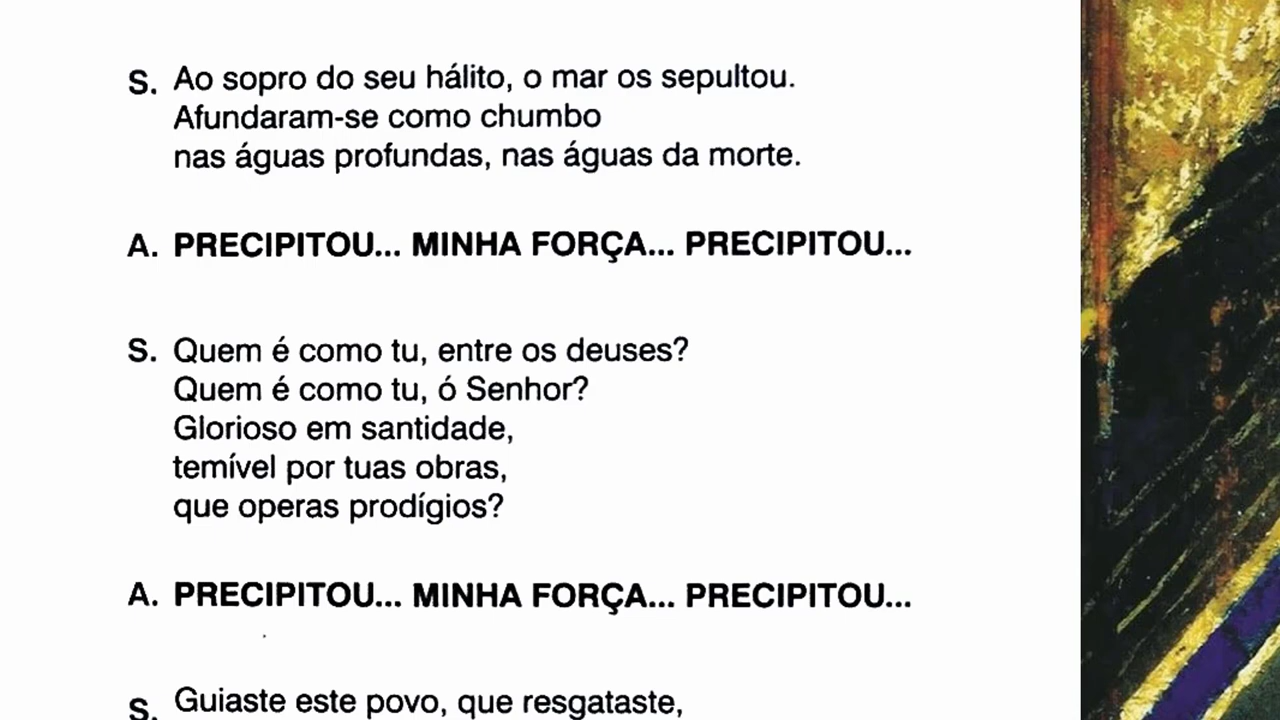 S. Ao sopro do seu hálito, o mar os sepultou.
Afundaram-se como chumbo
nas águas profundas, nas águas da morte.
A. PRECIPITOU... MINHA FORÇA... PRECIPITOU...
S. Quem é como tu, entre os deuses?
Quem é como tu, ó Senhor?
Glorioso em santidade,
temível por tuas obras,
que operas prodígios?
A. PRECIPITOU... MINHA FORÇA... PRECIPITOU...
S. Guiaste este povo, que resgataste,